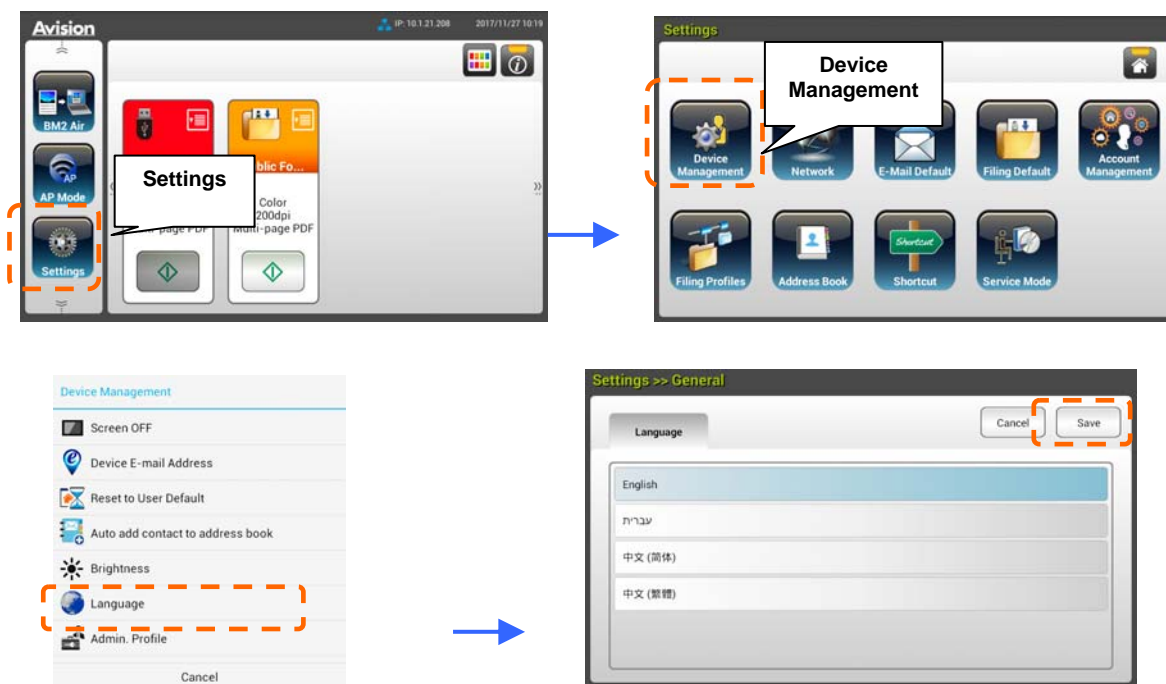 Avision
IP: 10.1.21.208 2017/11/27 10:19
BM2 Air
AP Mode
Settings
Settings
blic Fo...
Color
200dpi
Multi-page PDF
Settings
Device
Management
Device
Management
Network
E-Mail Default
Filing Default
Account
Management
Filing Profiles
Address Book
Shortcut
Shortcut
Service Mode
Device Management
Screen OFF
Device E-mail Address
Reset to User Default
Auto add contact to address book
Brightness
Language
Admin. Profile
Cancel
Settings >> General
Language
Cancel
Save
English
עברית
中文 (简体)
中文 (繁體)